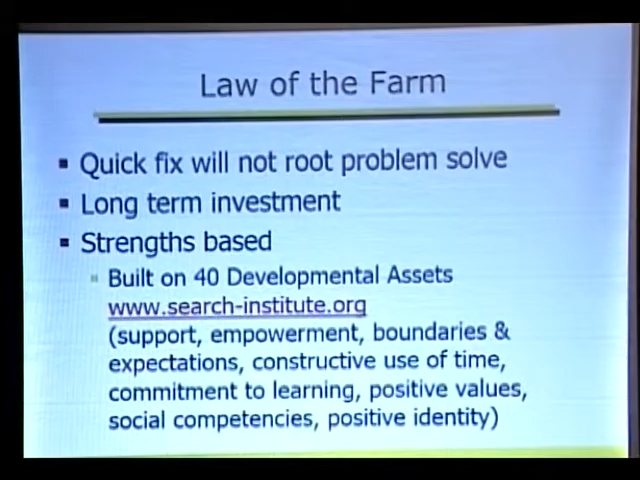 Law of the Farm
Quick fix will not root problem solve
Long term investment
Strengths based
Built on 40 Developmental Assets
www.search-institute.org
(support, empowerment, boundaries &
expectations, constructive use of time,
commitment to learning, positive values,
social competencies, positive identity)